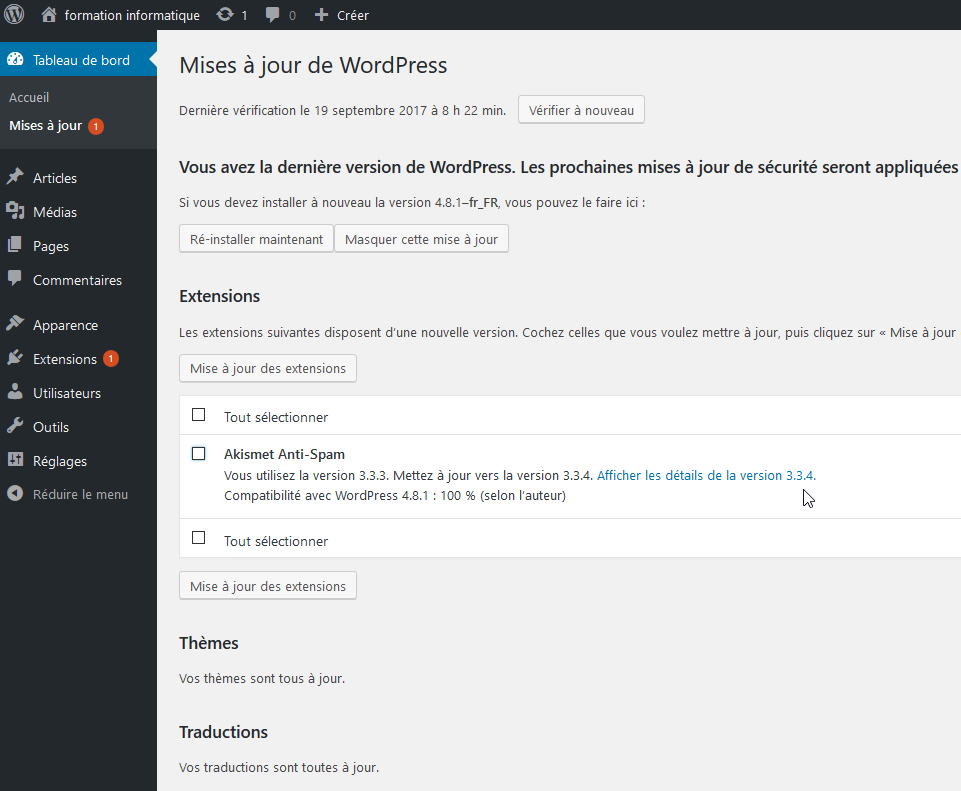 formation informatique 1 0 Créer
Tableau de bord
Accueil
Mises à jour 1
Articles
Médias
Pages
Commentaires
Apparence
Extensions 1
Utilisateurs
Outils
Réglages
Réduire le menu
Mises à jour de WordPress
Dernière vérification le 19 septembre 2017 à 8 h 22 min. Vérifier à nouveau
Vous avez la dernière version de WordPress. Les prochaines mises à jour de sécurité seront appliquées
Si vous devez installer à nouveau la version 4.8.1–fr_FR, vous pouvez le faire ici :
Ré-installer maintenant Masquer cette mise à jour
Extensions
Les extensions suivantes disposent d’une nouvelle version. Cochez celles que vous voulez mettre à jour, puis cliquez sur « Mise à jour
Mise à jour des extensions
Tout sélectionner
Akismet Anti-Spam
Vous utilisez la version 3.3.3. Mettez à jour vers la version 3.3.4. Afficher les détails de la version 3.3.4.
Compatibilité avec WordPress 4.8.1 : 100 % (selon l’auteur)
Tout sélectionner
Mise à jour des extensions
Thèmes
Vos thèmes sont tous à jour.
Traductions
Vos traductions sont toutes à jour.